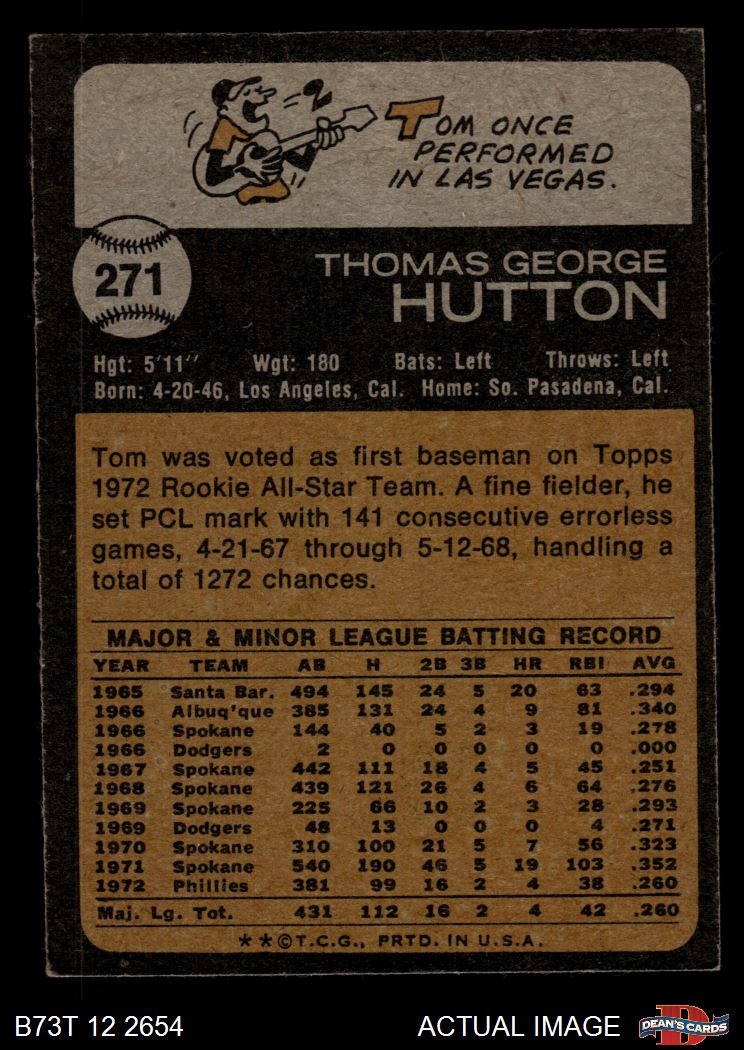 TOM ONCE
PERFORMED
IN LAS VEGAS.
271
THOMAS GEORGE
HUTTON
Hgt: 5'11" Wgt: 180 Bats: Left Throws: Left
Born: 4-20-46, Los Angeles, Cal. Home: So. Pasadena, Cal.
Tom was voted as first baseman on Topps
1972 Rookie All-Star Team. A fine fielder, he
set PCL mark with 141 consecutive errorless
games, 4-21-67 through 5-12-68, handling a
total of 1272 chances.
MAJOR & MINOR LEAGUE BATTING RECORD
YEAR TEAM AB H 2B 3B HR RBI AVG
1965 Santa Bar. 494 145 24 5 20 63 .294
1966 Albuq'que 385 131 24 4 9 81 .340
1966 Spokane 144 40 5 2 3 19 .278
1966 Dodgers 2 0 0 0 0 0 .000
1967 Spokane 442 111 18 4 5 45 .251
1968 Spokane 439 121 26 4 6 64 .276
1969 Spokane 225 66 10 2 3 28 .293
1969 Dodgers 48 13 0 0 0 4 .271
1970 Spokane 310 100 21 5 7 56 .323
1971 Spokane 540 190 46 5 19 103 .352
1972 Phillies 381 99 16 2 4 38 .260
Maj. Lg. Tot. 431 112 16 2 4 42 .260
**©T.C.G., PRTD. IN U.S.A.
B73T 12 2654 ACTUAL IMAGE DEAN'S CARDS